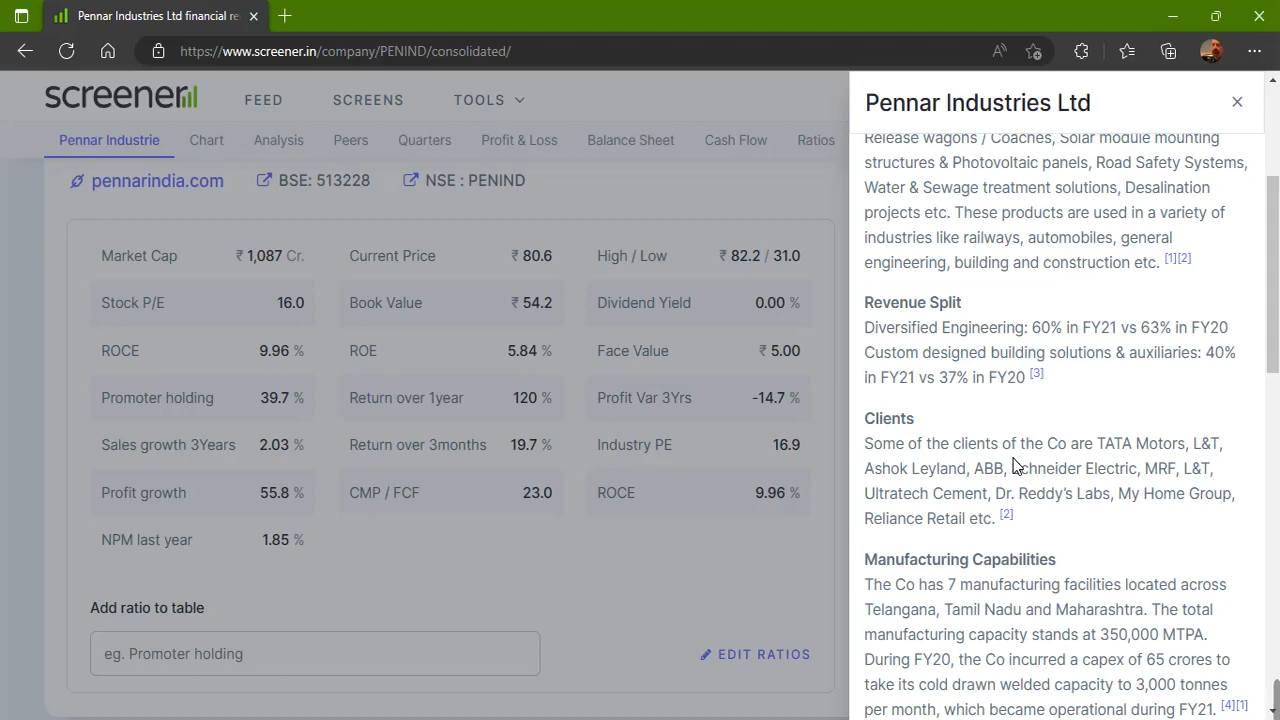 Pennar Industries Ltd financial re
https://www.screener.in/company/PENIND/consolidated/
screener
FEED
SCREENS
TOOLS
Pennar Industrie
Chart
Analysis
Peers
Quarters
Profit & Loss
Balance Sheet
Cash Flow
Ratios
pennarindia.com
BSE: 513228
NSE : PENIND
Market Cap ₹ 1,087 Cr.
Current Price ₹ 80.6
High / Low ₹ 82.2 / 31.0
Stock P/E 16.0
Book Value ₹ 54.2
Dividend Yield 0.00 %
ROCE 9.96 %
ROE 5.84 %
Face Value ₹ 5.00
Promoter holding 39.7 %
Return over 1year 120 %
Profit Var 3Yrs -14.7 %
Sales growth 3Years 2.03 %
Return over 3months 19.7 %
Industry PE 16.9
Profit growth 55.8 %
CMP / FCF 23.0
ROCE 9.96 %
NPM last year 1.85 %
Add ratio to table
eg. Promoter holding
EDIT RATIOS
Pennar Industries Ltd
Release wagons / Coaches, Solar module mounting
structures & Photovoltaic panels, Road Safety Systems,
Water & Sewage treatment solutions, Desalination
projects etc. These products are used in a variety of
industries like railways, automobiles, general
engineering, building and construction etc. [1][2]
Revenue Split
Diversified Engineering: 60% in FY21 vs 63% in FY20
Custom designed building solutions & auxiliaries: 40%
in FY21 vs 37% in FY20 [3]
Clients
Some of the clients of the Co are TATA Motors, L&T,
Ashok Leyland, ABB, Schneider Electric, MRF, L&T,
Ultratech Cement, Dr. Reddy's Labs, My Home Group,
Reliance Retail etc. [2]
Manufacturing Capabilities
The Co has 7 manufacturing facilities located across
Telangana, Tamil Nadu and Maharashtra. The total
manufacturing capacity stands at 350,000 MTPA.
During FY20, the Co incurred a capex of 65 crores to
take its cold drawn welded capacity to 3,000 tonnes
per month, which became operational during FY21. [4][1]